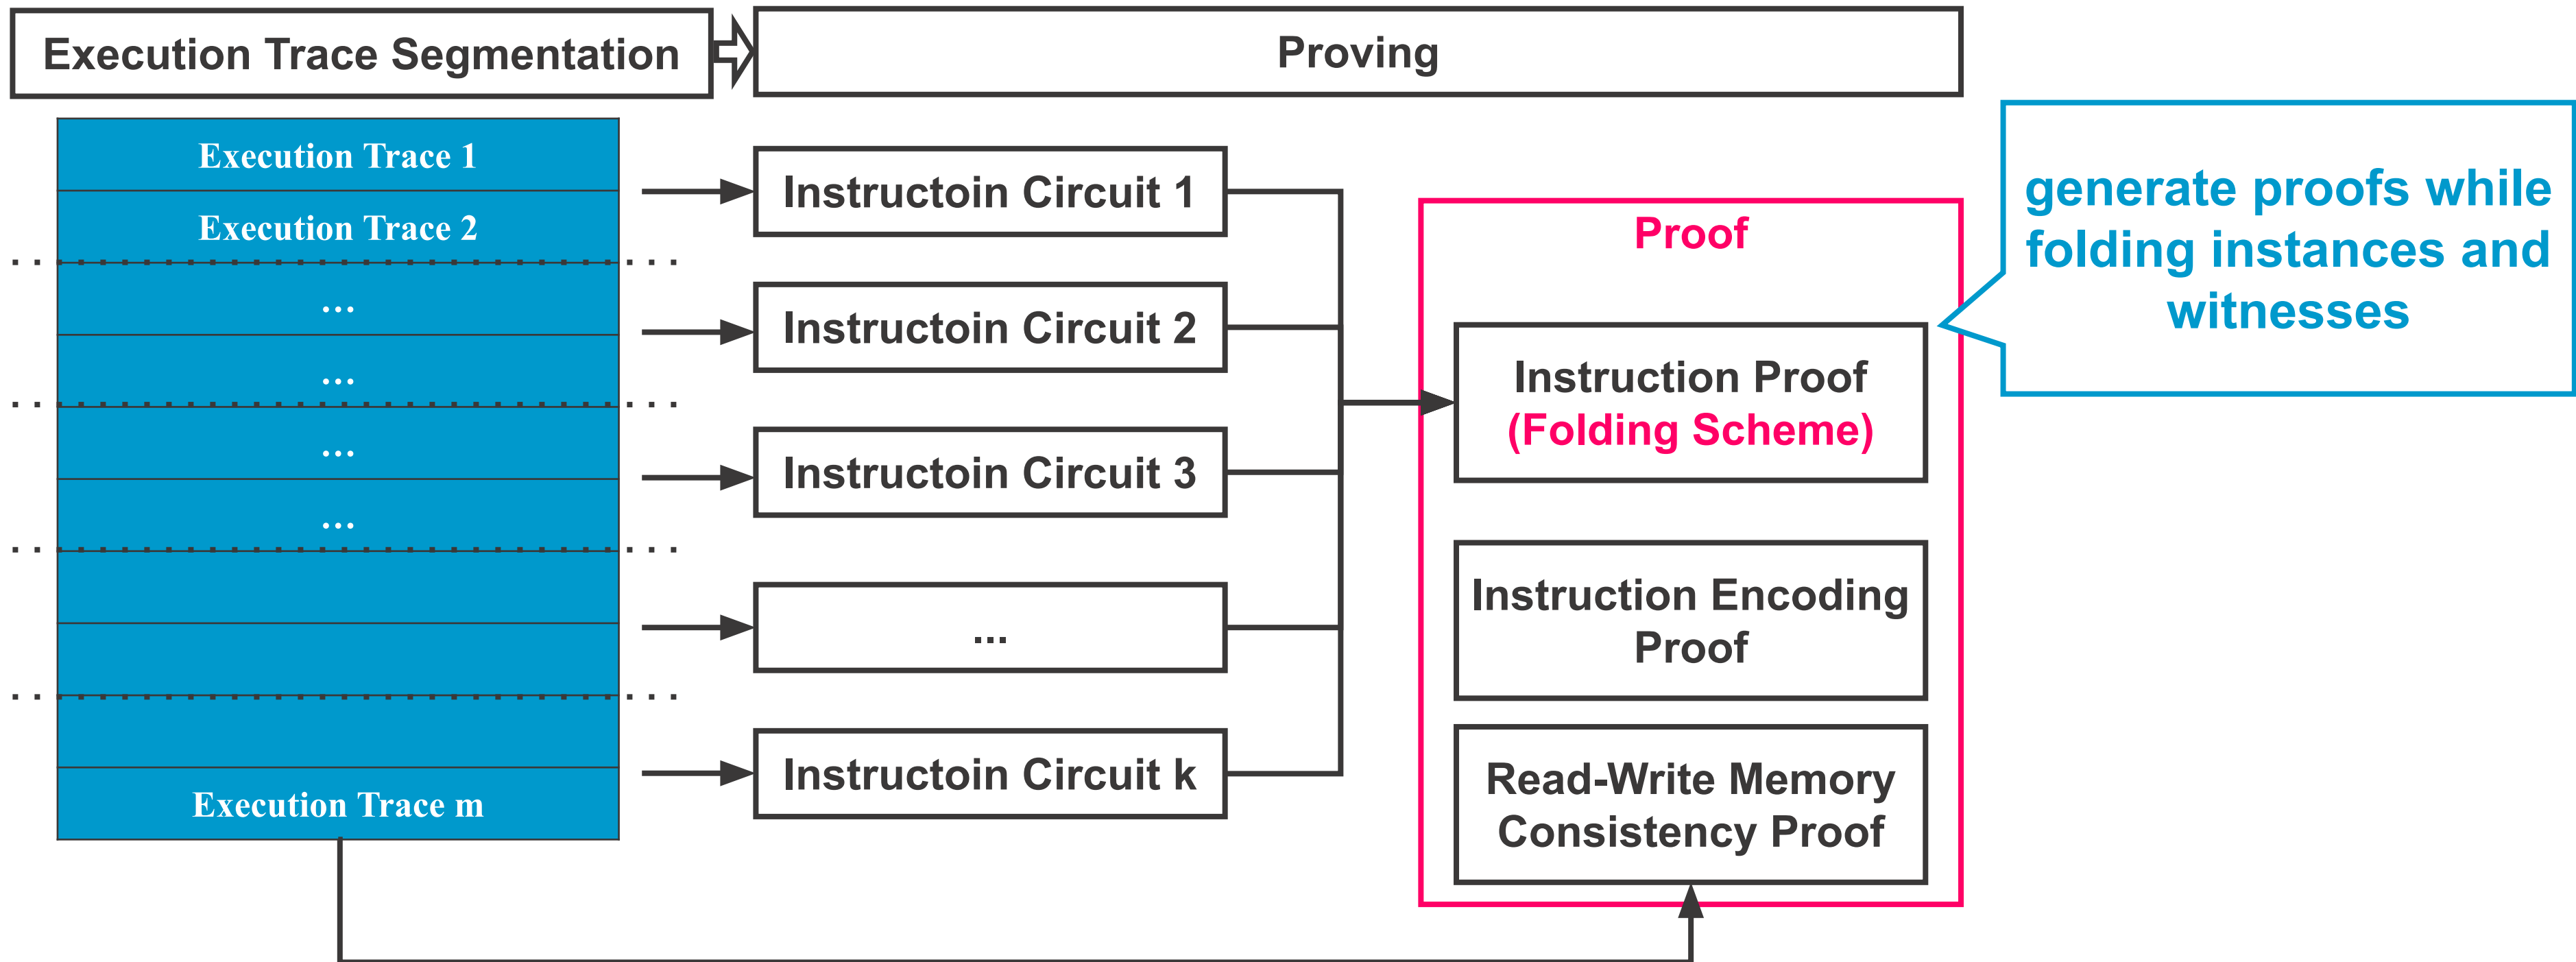 Execution Trace Segmentation
Proving
Execution Trace 1
Execution Trace 2
...
...
...
...
Execution Trace m
Instructoin Circuit 1
Instructoin Circuit 2
Instructoin Circuit 3
...
Instructoin Circuit k
Proof
Instruction Proof
(Folding Scheme)
Instruction Encoding
Proof
Read-Write Memory
Consistency Proof
generate proofs while
folding instances and
witnesses